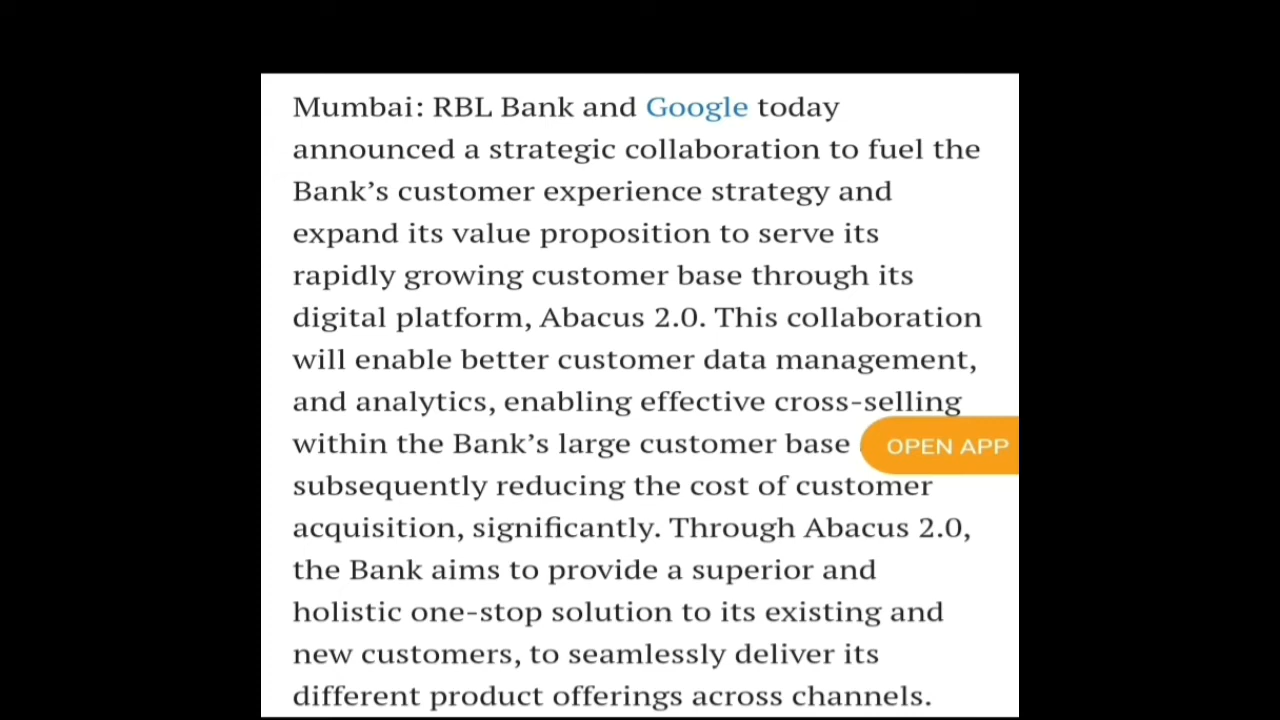 Mumbai: RBL Bank and Google today
announced a strategic collaboration to fuel the
Bank’s customer experience strategy and
expand its value proposition to serve its
rapidly growing customer base through its
digital platform, Abacus 2.0. This collaboration
will enable better customer data management,
and analytics, enabling effective cross-selling
within the Bank’s large customer base
OPEN APP
subsequently reducing the cost of customer
acquisition, significantly. Through Abacus 2.0,
the Bank aims to provide a superior and
holistic one-stop solution to its existing and
new customers, to seamlessly deliver its
different product offerings across channels.